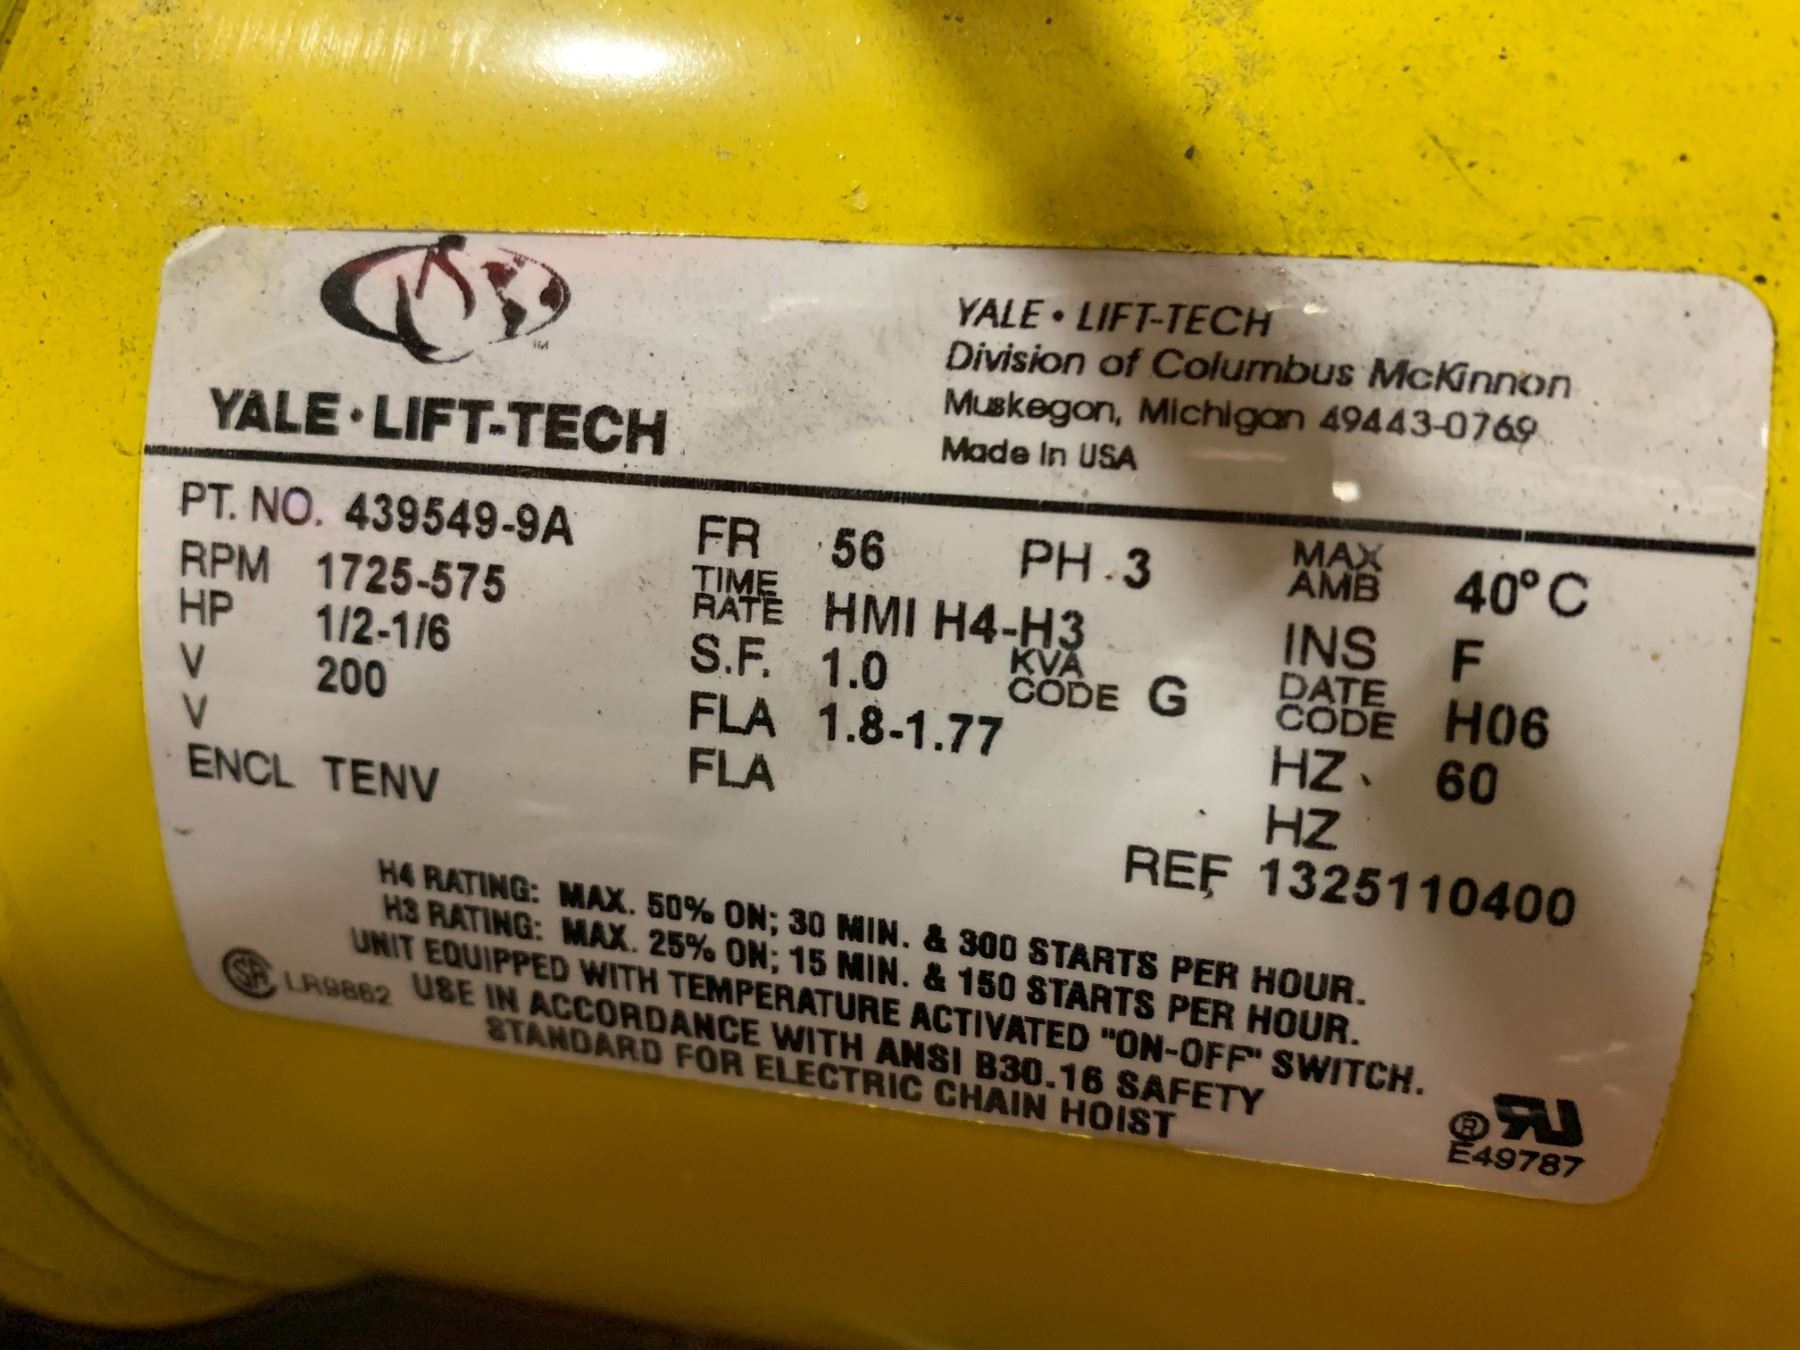 YALE • LIFT-TECH
YALE • LIFT-TECH
Division of Columbus McKinnon
Muskegon, Michigan 49443-0769
Made In USA
PT. NO. 439549-9A
RPM 1725-575
HP 1/2-1/6
V 200
V
ENCL TENV
FR 56
PH 3
TIME RATE HMI H4-H3
S.F. 1.0
KVA CODE G
FLA 1.8-1.77
FLA
MAX AMB 40°C
INS F
DATE CODE H06
HZ 60
HZ
REF 1325110400
H4 RATING: MAX. 50% ON; 30 MIN. & 300 STARTS PER HOUR.
H3 RATING: MAX. 25% ON; 15 MIN. & 150 STARTS PER HOUR.
UNIT EQUIPPED WITH TEMPERATURE ACTIVATED "ON-OFF" SWITCH.
USE IN ACCORDANCE WITH ANSI B30.16 SAFETY
STANDARD FOR ELECTRIC CHAIN HOIST
LR9862
® RU
E49787